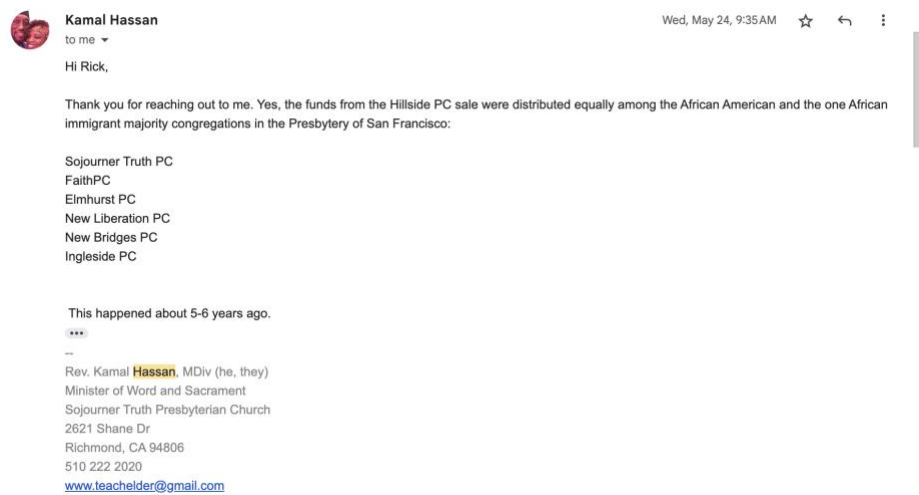 Kamal Hassan
Wed, May 24, 9:35 AM
to me
Hi Rick,
Thank you for reaching out to me. Yes, the funds from the Hillside PC sale were distributed equally among the African American and the one African
immigrant majority congregations in the Presbytery of San Francisco:
Sojourner Truth PC
FaithPC
Elmhurst PC
New Liberation PC
New Bridges PC
Ingleside PC
This happened about 5-6 years ago.
--
Rev. Kamal Hassan, MDiv (he, they)
Minister of Word and Sacrament
Sojourner Truth Presbyterian Church
2621 Shane Dr
Richmond, CA 94806
510 222 2020
www.teachelder@gmail.com